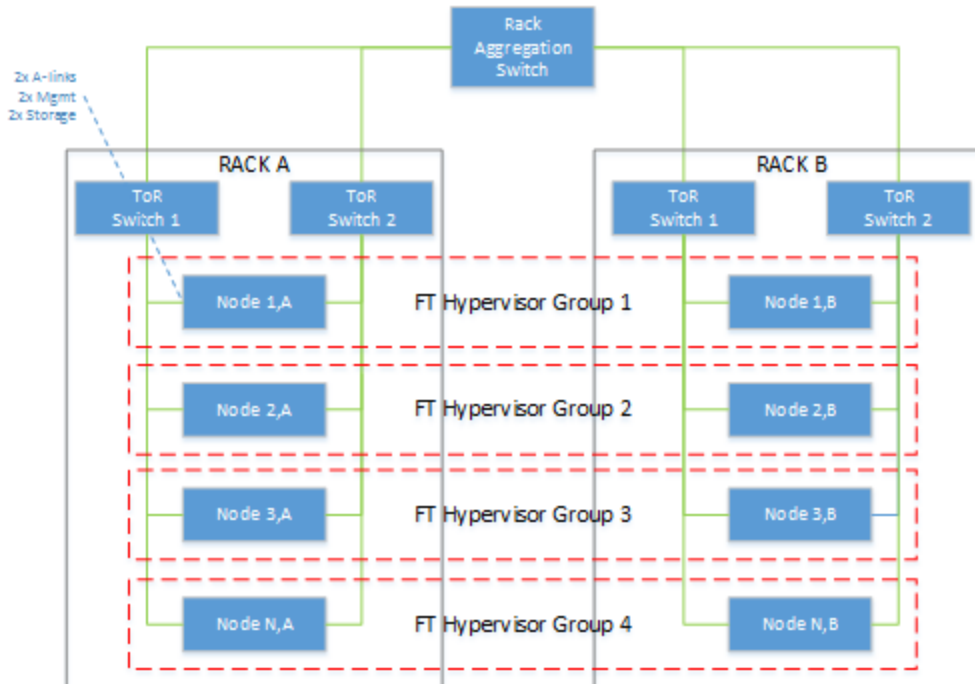 Rack
Aggregation
Switch
2x A-links
2x Mgmt
2x Storage
RACK A
RACK B
ToR
Switch 1
ToR
Switch 2
ToR
Switch 1
ToR
Switch 2
Node 1,A
FT Hypervisor Group 1
Node 1,B
Node 2,A
FT Hypervisor Group 2
Node 2,B
Node 3,A
FT Hypervisor Group 3
Node 3,B
Node N,A
FT Hypervisor Group 4
Node N,B